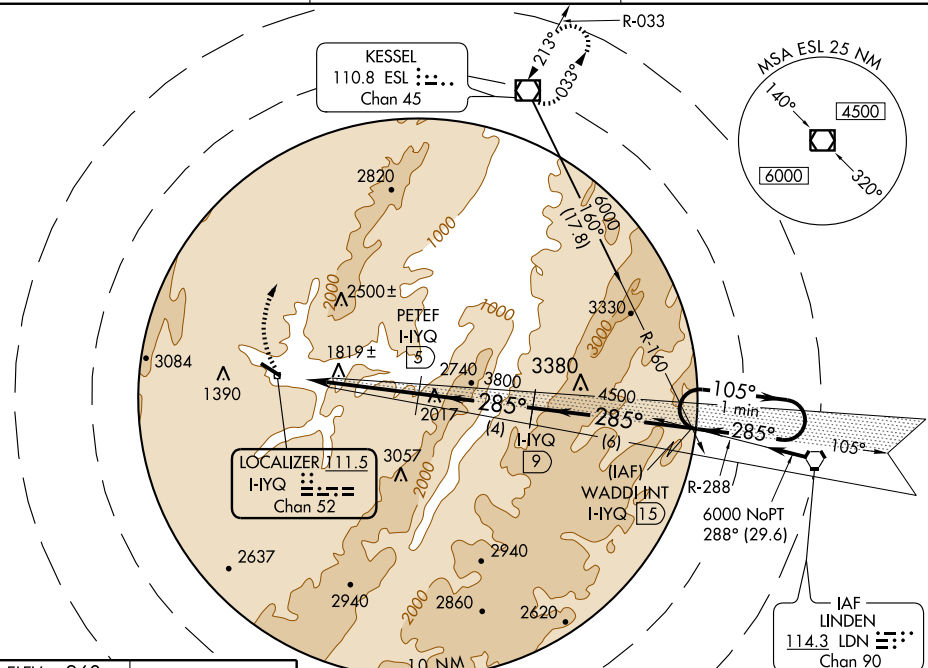 R-033
KESSEL
110.8 ESL
Chan 45
213°
033°
MSA ESL 25 NM
140°
4500
6000
320°
2820
1000
6000
160°
(17.8)
2500±
2000
PETEF
I-IYQ
5
1000
3330
3000
R-160
3084
1819±
1390
2740
3800
3380
4500
105°
1 min
285°
2017
285°
(4)
285°
(6)
I-IYQ
9
105°
LOCALIZER 111.5
I-IYQ
Chan 52
3057
2000
(IAF)
WADDI INT
I-IYQ 15
R-288
6000 NoPT
288° (29.6)
2637
2940
2940
2860
2620
2000
IAF
LINDEN
114.3 LDN
Chan 90
10 NM